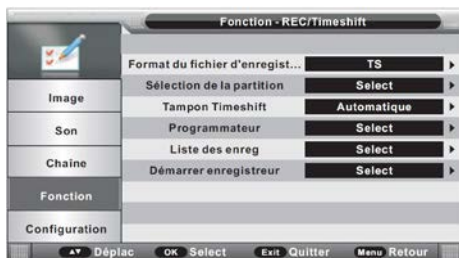 Fonction - REC/Timeshift
Format du fichier d'enregist... TS
Sélection de la partition Select
Tampon Timeshift Automatique
Programmateur Select
Liste des enreg Select
Démarrer enregistreur Select
Image
Son
Chaîne
Fonction
Configuration
Déplac OK Select Exit Quitter Menu Retour